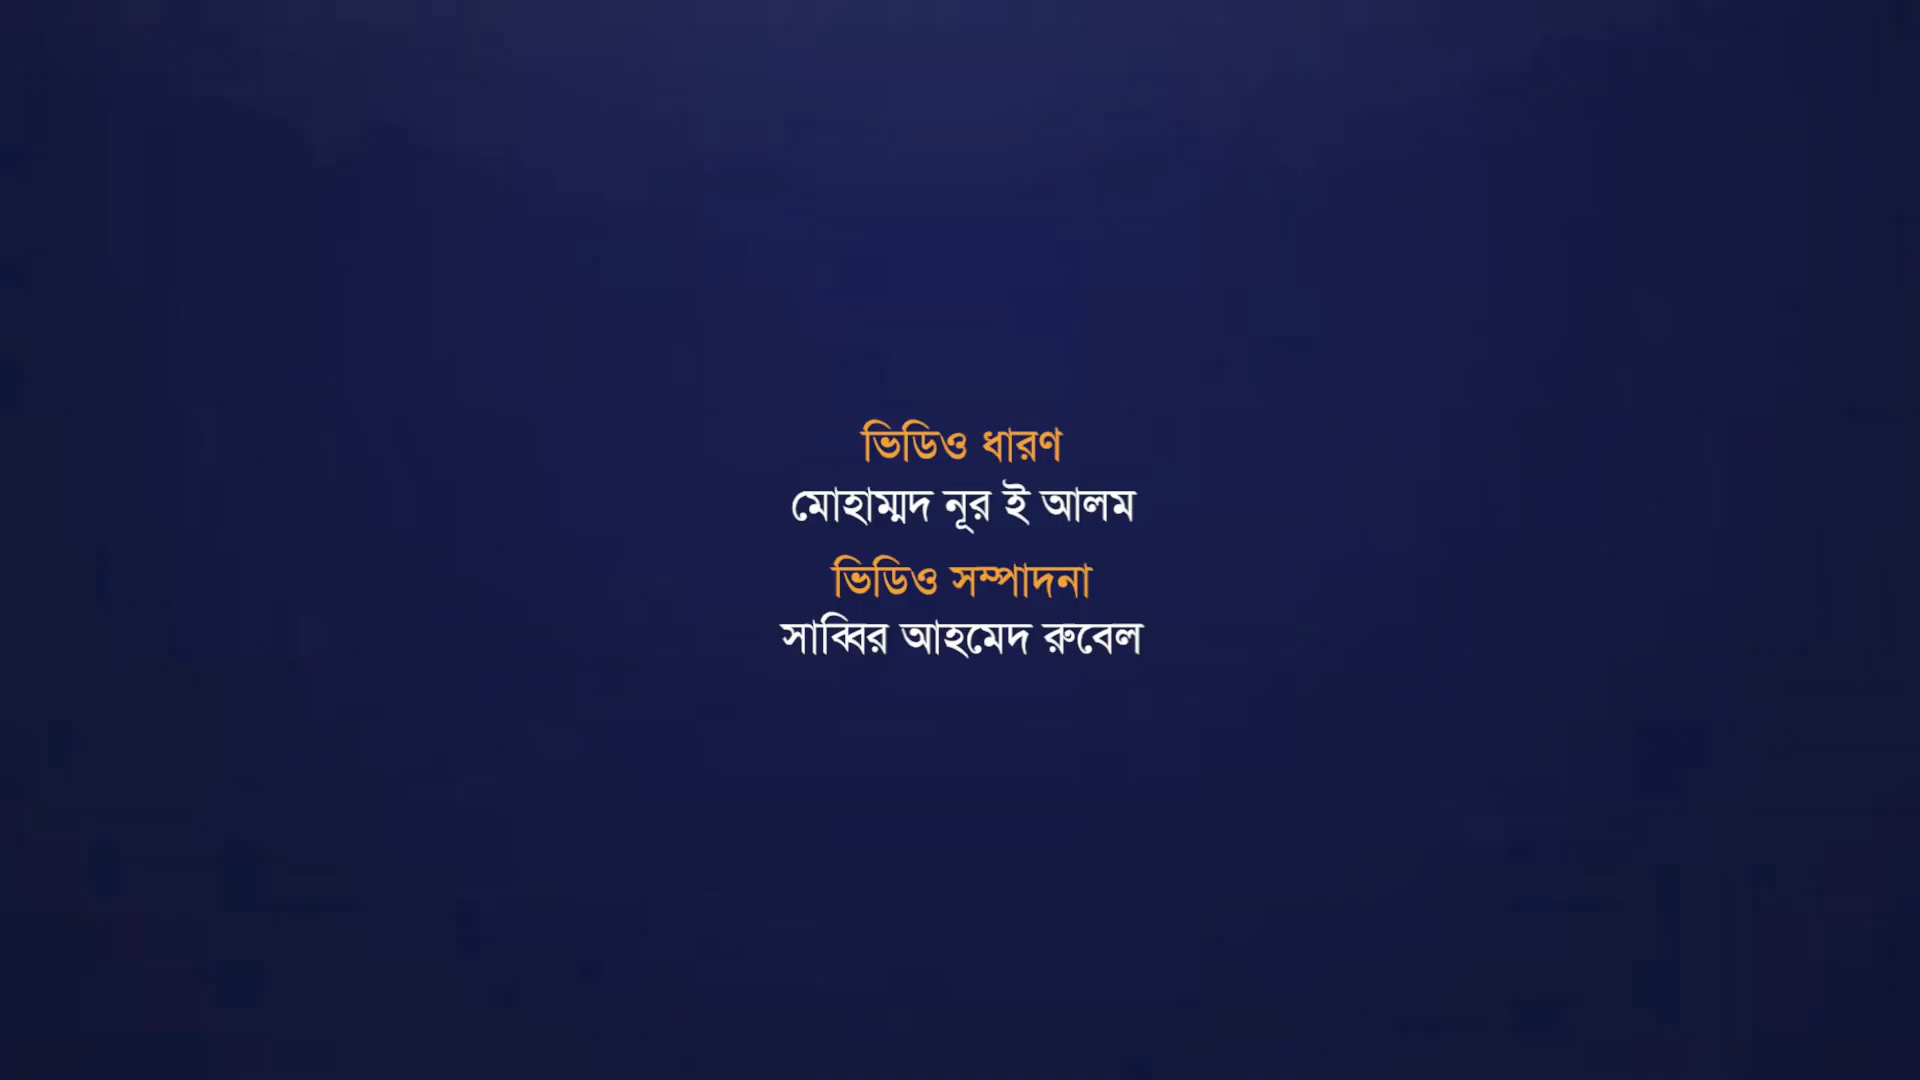 ভিডিও ধারণ
মোহাম্মদ নূর ই আলম
ভিডিও সম্পাদনা
সাব্বির আহমেদ রুবেল